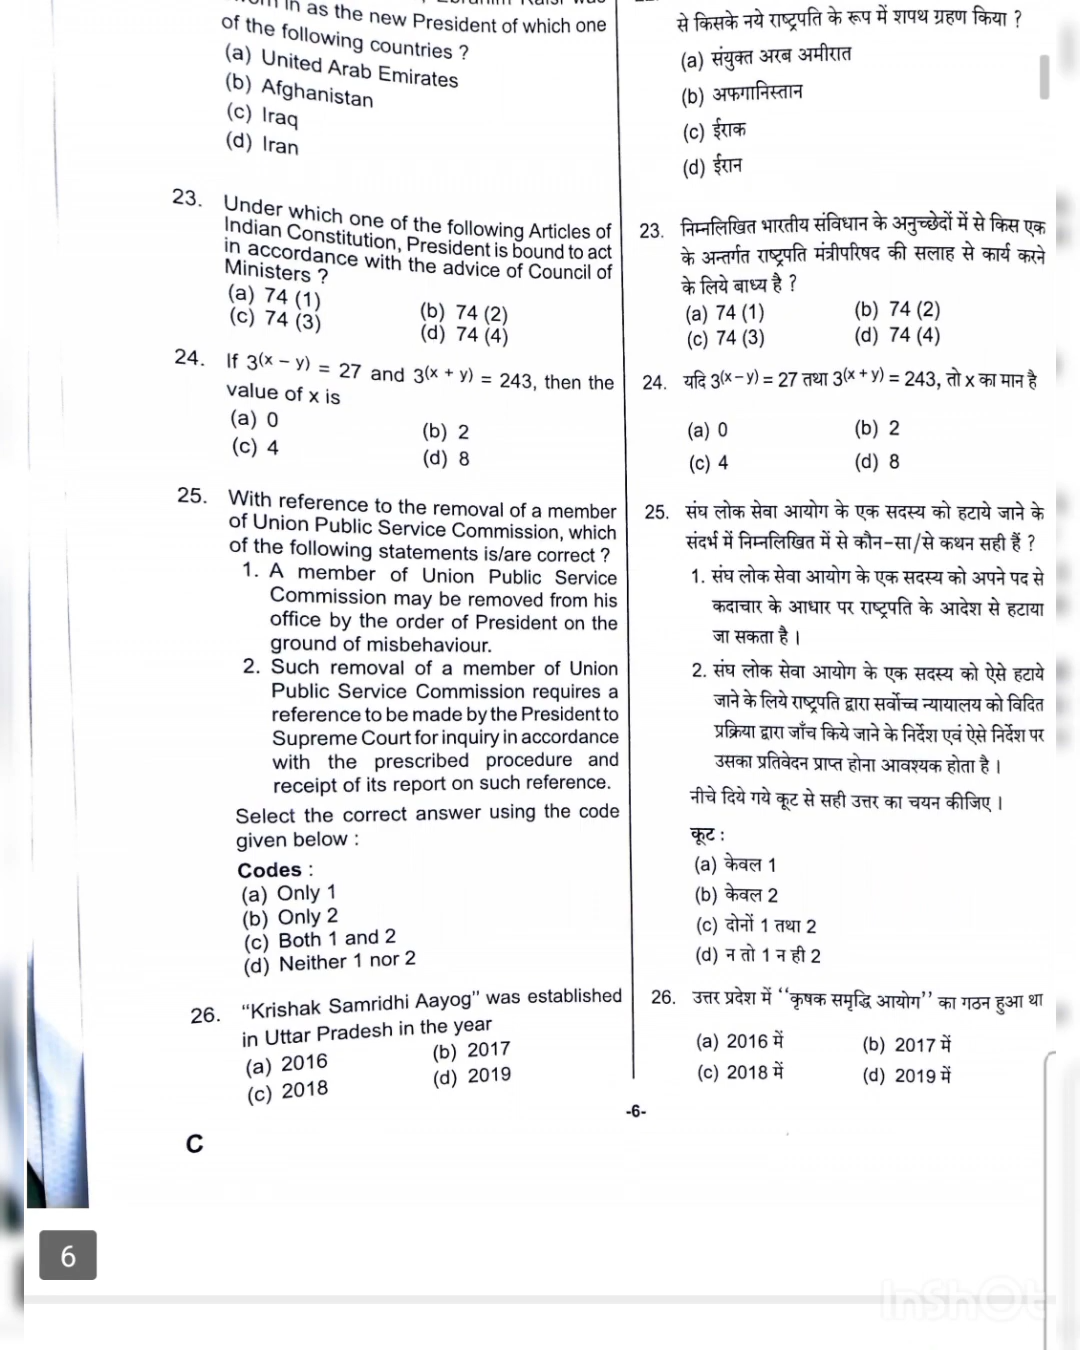 in as the new President of which one
of the following countries ?
(a) United Arab Emirates
(b) Afghanistan
(c) Iraq
(d) Iran
23. Under which one of the following Articles of
Indian Constitution, President is bound to act
in accordance with the advice of Council of
Ministers ?
(a) 74 (1)
(b) 74 (2)
(c) 74 (3)
(d) 74 (4)
24. If 3(x – y) = 27 and 3(x + y) = 243, then the
value of x is
(a) 0
(b) 2
(c) 4
(d) 8
25. With reference to the removal of a member
of Union Public Service Commission, which
of the following statements is/are correct ?
1. A member of Union Public Service
Commission may be removed from his
office by the order of President on the
ground of misbehaviour.
2. Such removal of a member of Union
Public Service Commission requires a
reference to be made by the President to
Supreme Court for inquiry in accordance
with the prescribed procedure and
receipt of its report on such reference.
Select the correct answer using the code
given below :
Codes :
(a) Only 1
(b) Only 2
(c) Both 1 and 2
(d) Neither 1 nor 2
26. “Krishak Samridhi Aayog” was established
in Uttar Pradesh in the year
(a) 2016
(b) 2017
(c) 2018
(d) 2019
से किसके नये राष्ट्रपति के रूप में शपथ ग्रहण किया ?
(a) संयुक्त अरब अमीरात
(b) अफगानिस्तान
(c) ईराक
(d) ईरान
23. निम्नलिखित भारतीय संविधान के अनुच्छेदों में से किस एक
के अन्तर्गत राष्ट्रपति मंत्रीपरिषद की सलाह से कार्य करने
के लिये बाध्य है ?
(a) 74 (1)
(b) 74 (2)
(c) 74 (3)
(d) 74 (4)
24. यदि 3(x – y) = 27 तथा 3(x + y) = 243, तो x का मान है
(a) 0
(b) 2
(c) 4
(d) 8
25. संघ लोक सेवा आयोग के एक सदस्य को हटाये जाने के
संदर्भ में निम्नलिखित में से कौन-सा/से कथन सही हैं ?
1. संघ लोक सेवा आयोग के एक सदस्य को अपने पद से
कदाचार के आधार पर राष्ट्रपति के आदेश से हटाया
जा सकता है ।
2. संघ लोक सेवा आयोग के एक सदस्य को ऐसे हटाये
जाने के लिये राष्ट्रपति द्वारा सर्वोच्च न्यायालय को विदित
प्रक्रिया द्वारा जाँच किये जाने के निर्देश एवं ऐसे निर्देश पर
उसका प्रतिवेदन प्राप्त होना आवश्यक होता है ।
नीचे दिये गये कूट से सही उत्तर का चयन कीजिए ।
कूट :
(a) केवल 1
(b) केवल 2
(c) दोनों 1 तथा 2
(d) न तो 1 न ही 2
26. उत्तर प्रदेश में ‘‘कृषक समृद्धि आयोग’’ का गठन हुआ था
(a) 2016 में
(b) 2017 में
(c) 2018 में
(d) 2019 में
-6-
C
6
InShOt